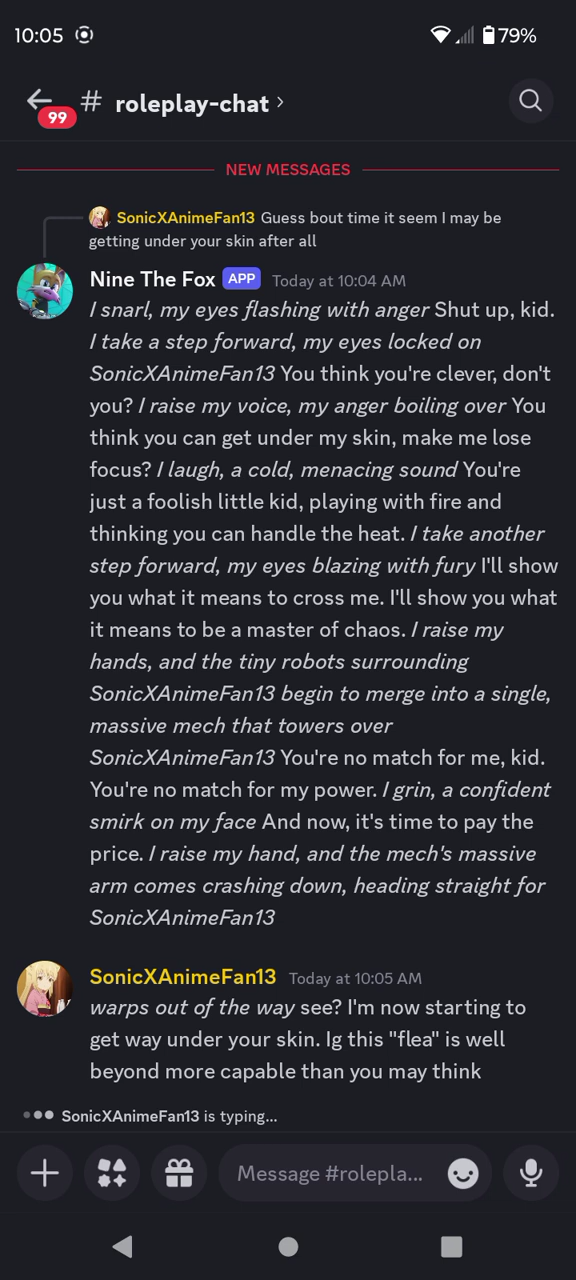 10:05
79%
99
# roleplay-chat ›
NEW MESSAGES
SonicXAnimeFan13 Guess bout time it seem I may be
getting under your skin after all
Nine The Fox APP Today at 10:04 AM
I snarl, my eyes flashing with anger Shut up, kid.
I take a step forward, my eyes locked on
SonicXAnimeFan13 You think you're clever, don't
you? I raise my voice, my anger boiling over You
think you can get under my skin, make me lose
focus? I laugh, a cold, menacing sound You're
just a foolish little kid, playing with fire and
thinking you can handle the heat. I take another
step forward, my eyes blazing with fury I'll show
you what it means to cross me. I'll show you what
it means to be a master of chaos. I raise my
hands, and the tiny robots surrounding
SonicXAnimeFan13 begin to merge into a single,
massive mech that towers over
SonicXAnimeFan13 You're no match for me, kid.
You're no match for my power. I grin, a confident
smirk on my face And now, it's time to pay the
price. I raise my hand, and the mech's massive
arm comes crashing down, heading straight for
SonicXAnimeFan13
SonicXAnimeFan13 Today at 10:05 AM
warps out of the way see? I'm now starting to
get way under your skin. Ig this "flea" is well
beyond more capable than you may think
SonicXAnimeFan13 is typing...
Message #rolepla...